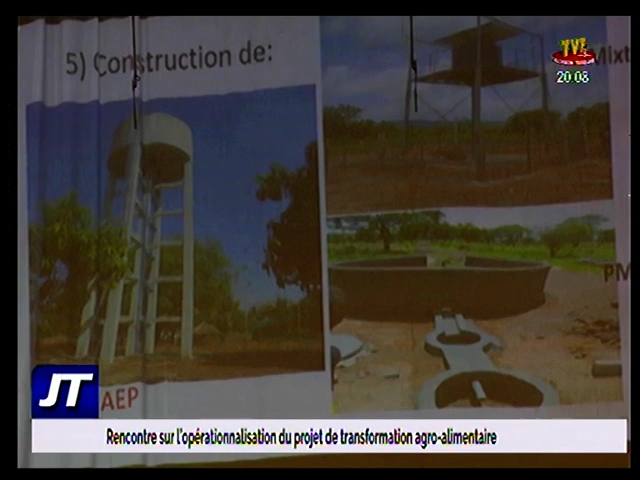 5) Construction de:
TVT
20:08
Mixt
PM
AEP
JT
Rencontre sur l'opérationnalisation du projet de transformation agro-alimentaire